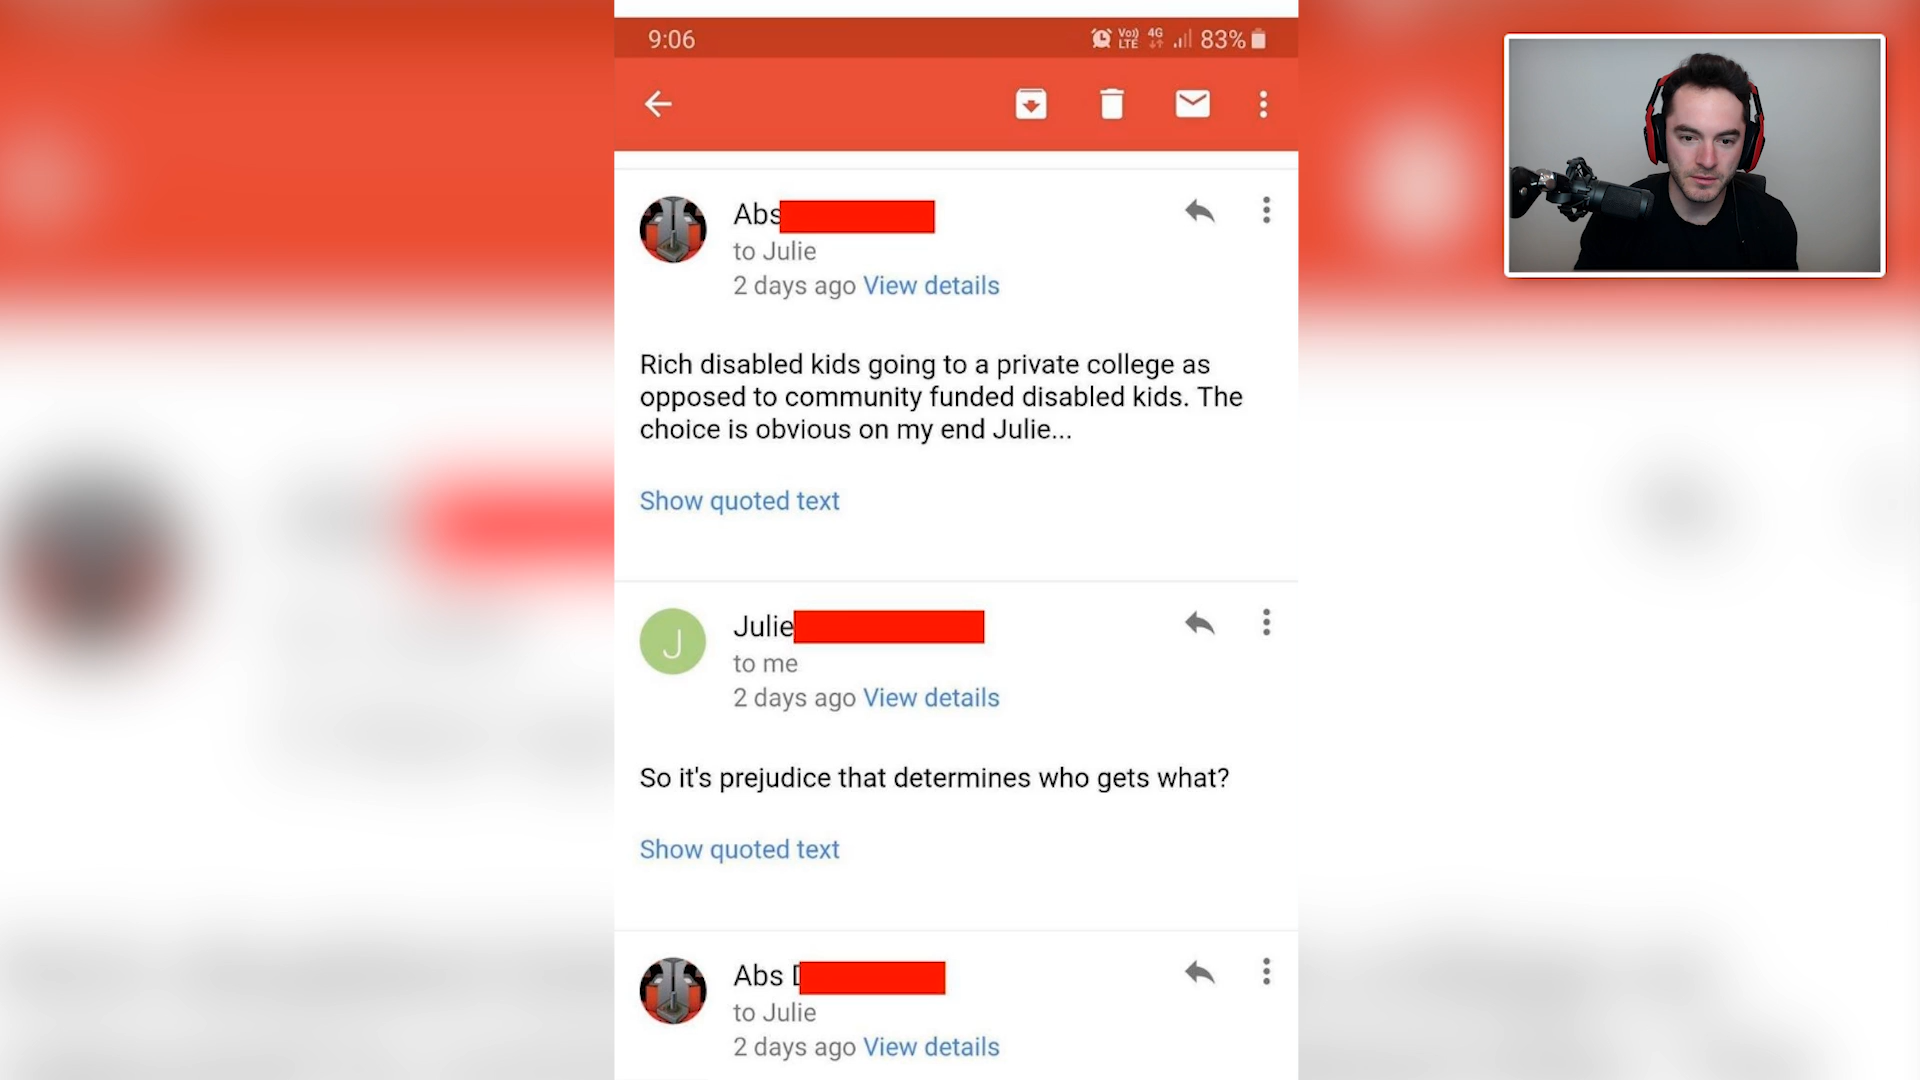 9:06
Vo)) LTE 4G 83%
Abs
to Julie
2 days ago View details
Rich disabled kids going to a private college as
opposed to community funded disabled kids. The
choice is obvious on my end Julie...
Show quoted text
J
Julie
to me
2 days ago View details
So it's prejudice that determines who gets what?
Show quoted text
Abs
to Julie
2 days ago View details